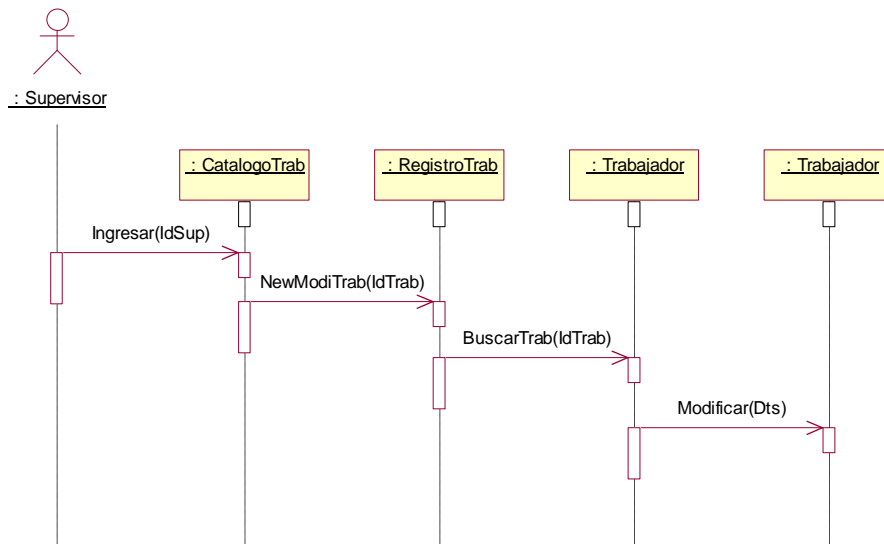 : Supervisor
: CatalogoTrab
: RegistroTrab
: Trabajador
: Trabajador
Ingresar(IdSup)
NewModiTrab(IdTrab)
BuscarTrab(IdTrab)
Modificar(Dts)